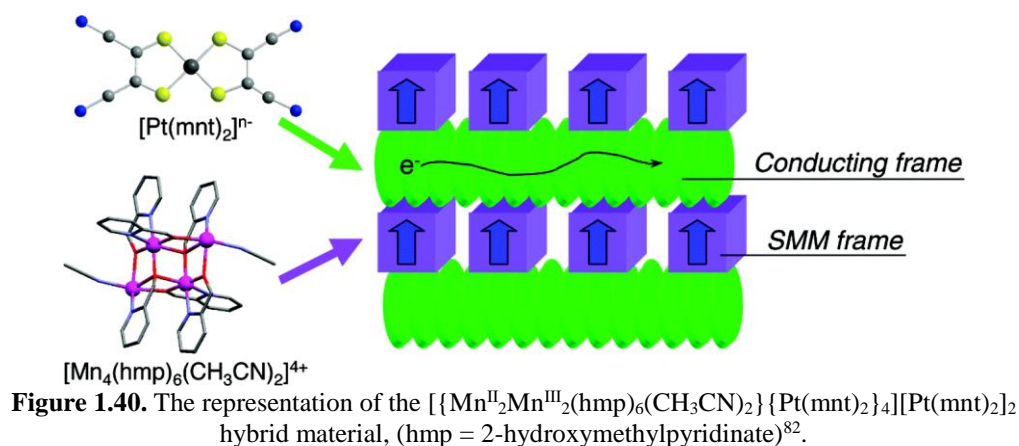 [Pt(mnt)₂]ⁿ⁻
e⁻
Conducting frame
SMM frame
[Mn₄(hmp)₆(CH₃CN)₂]⁴⁺
Figure 1.40. The representation of the [{Mnᴵᴵ₂Mnᴵᴵᴵ₂(hmp)₆(CH₃CN)₂}{Pt(mnt)₂}₄][Pt(mnt)₂]₂
hybrid material, (hmp = 2-hydroxymethylpyridinate)⁸².